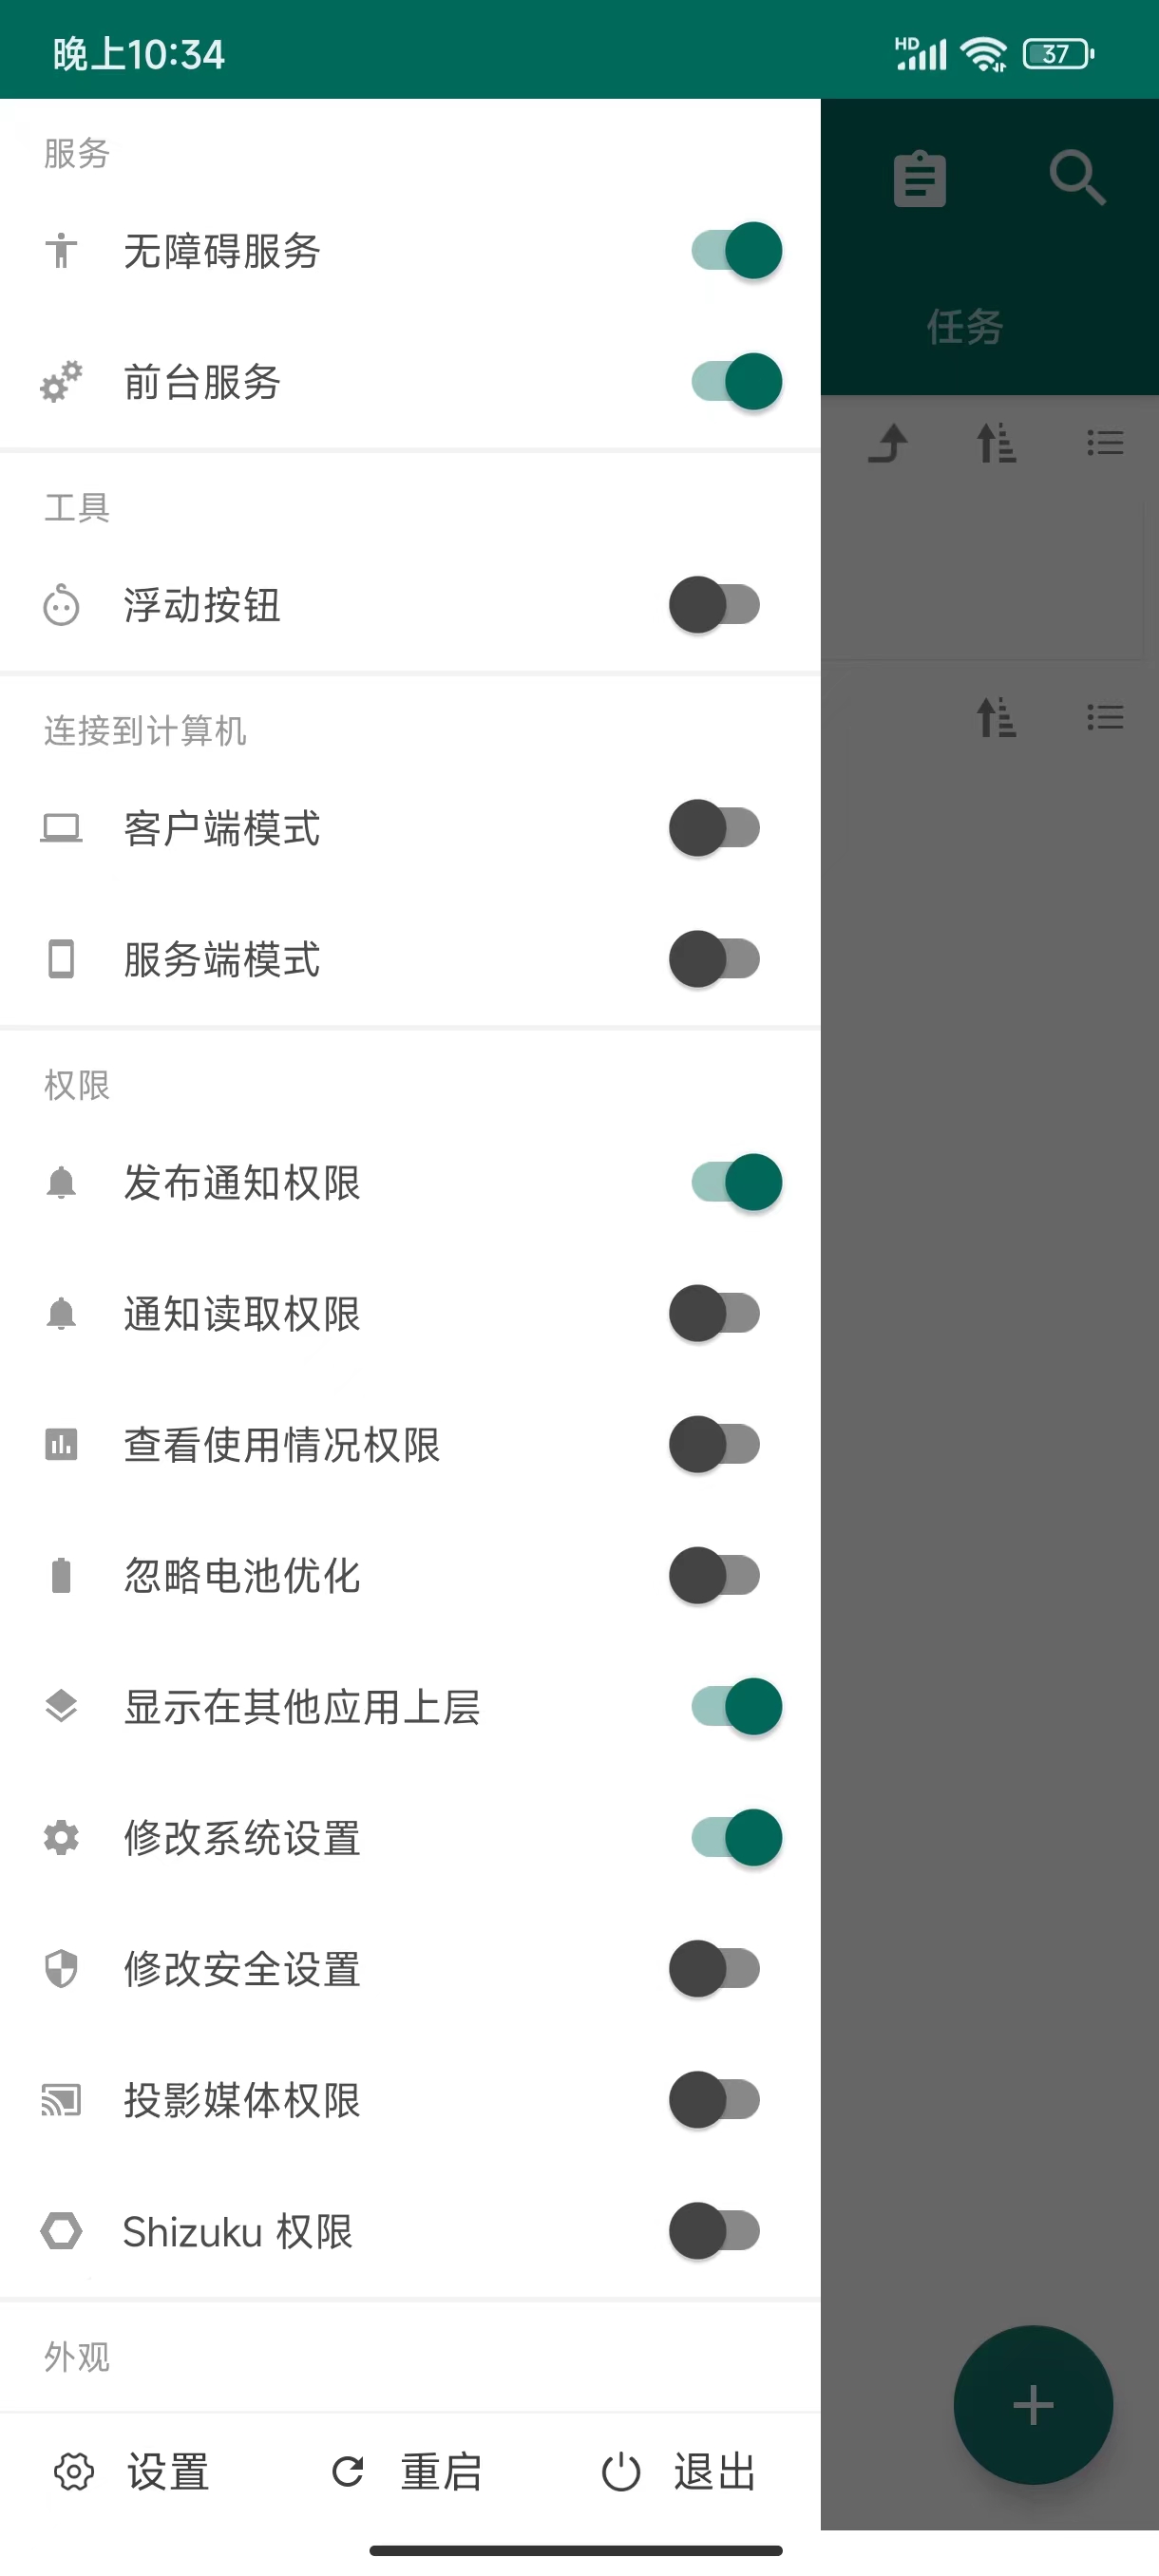 晚上10:34
HD
37
服务
无障碍服务
前台服务
任务
工具
浮动按钮
连接到计算机
客户端模式
服务端模式
权限
发布通知权限
通知读取权限
查看使用情况权限
忽略电池优化
显示在其他应用上层
修改系统设置
修改安全设置
投影媒体权限
Shizuku 权限
外观
设置 重启 退出